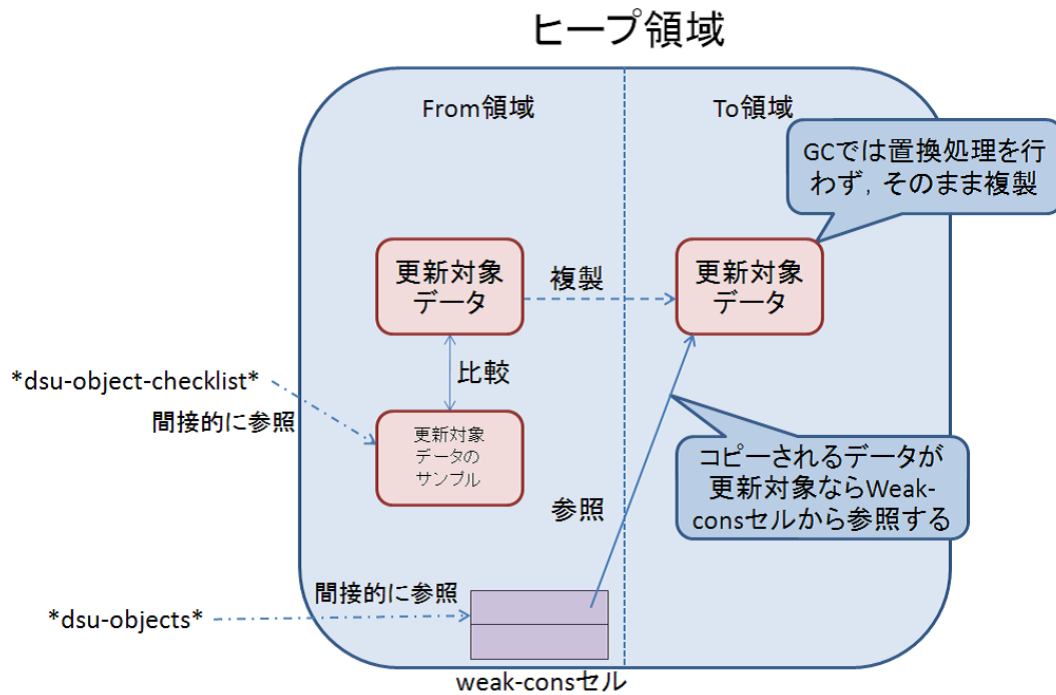 ヒープ領域
From領域
To領域
GCでは置換処理を行
わず，そのまま複製
更新対象
データ
複製
更新対象
データ
比較
*dsu-object-checklist*
間接的に参照
更新対象
データの
サンプル
コピーされるデータが
更新対象ならWeak-
consセルから参照する
参照
間接的に参照
*dsu-objects*
weak-consセル